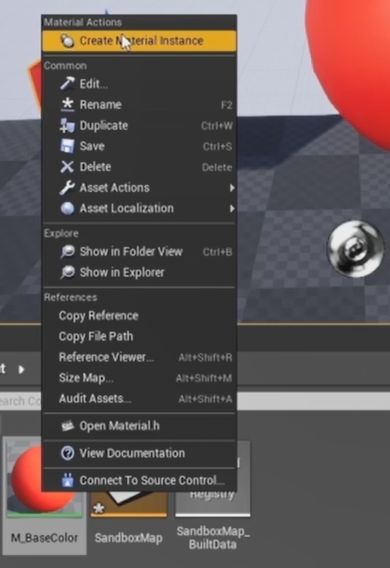 Material Actions
Create Material Instance
Common
Edit...
Rename F2
Duplicate Ctrl+W
Save Ctrl+S
Delete Delete
Asset Actions
Asset Localization
Explore
Show in Folder View Ctrl+B
Show in Explorer
References
Copy Reference
Copy File Path
Reference Viewer... Alt+Shift+R
Size Map... Alt+Shift+M
Audit Assets... Alt+Shift+A
Open Material.h
View Documentation
Connect To Source Control...
Registry
M_BaseColor
SandboxMap
SandboxMap_
BuiltData